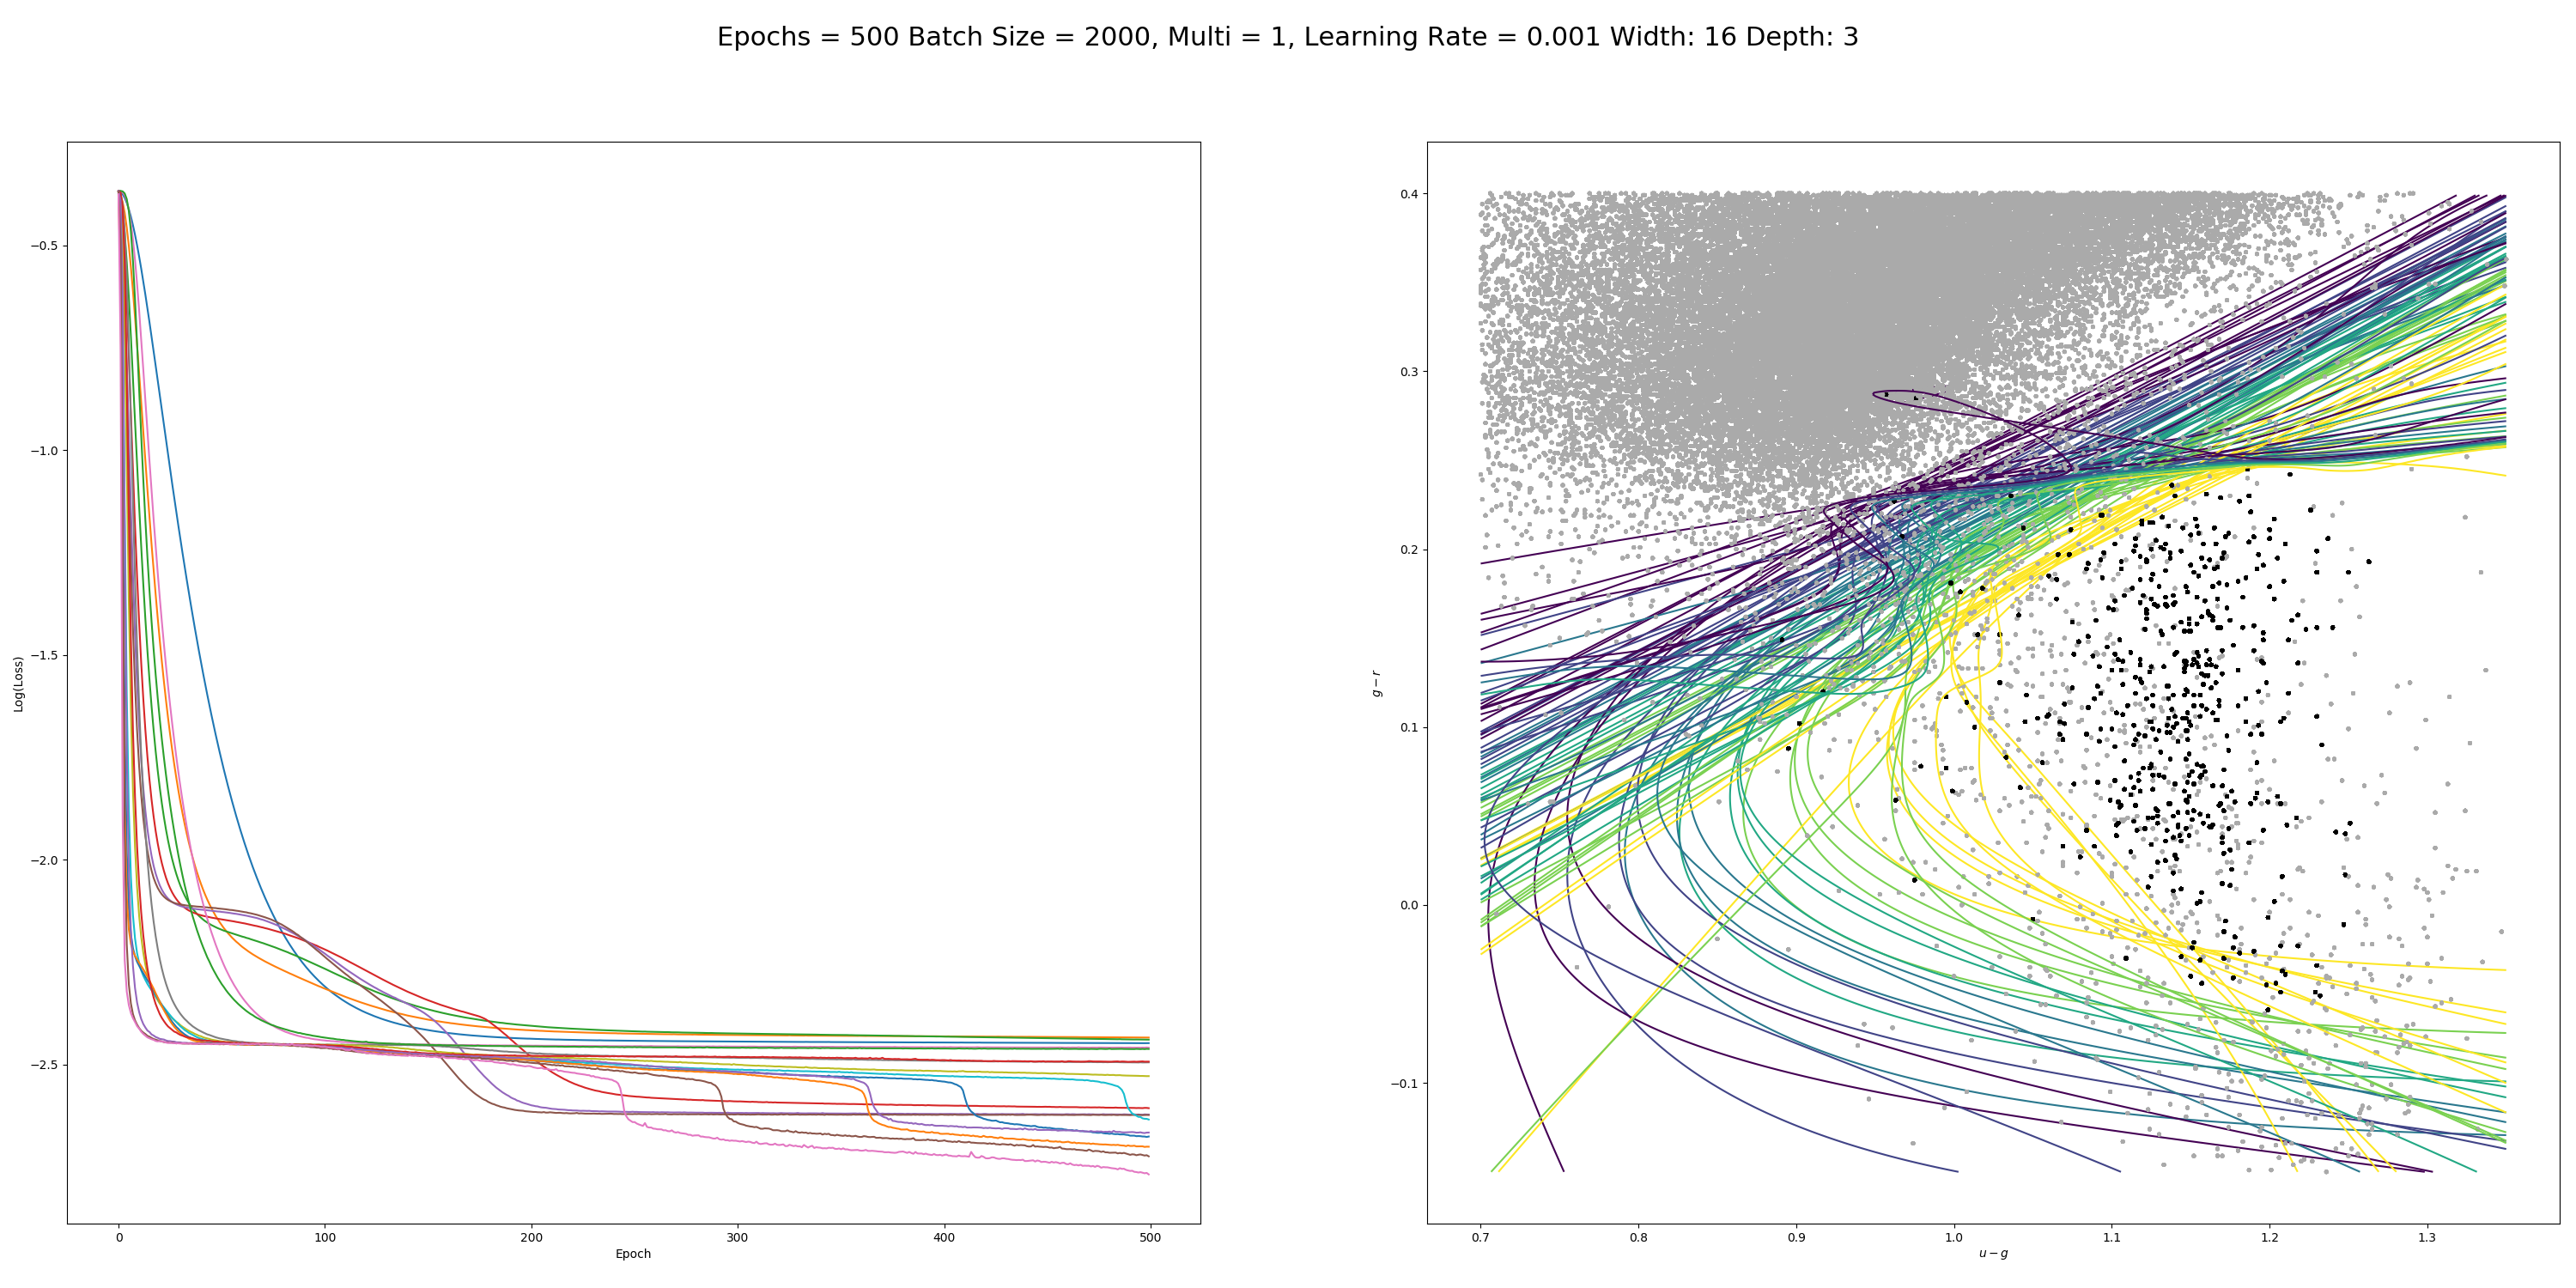 Epochs = 500 Batch Size = 2000, Multi = 1, Learning Rate = 0.001 Width: 16 Depth: 3
−0.5
−1.0
−1.5
−2.0
−2.5
Log(Loss)
0 100 200 300 400 500
Epoch
0.4
0.3
0.2
0.1
0.0
−0.1
g − r
0.7 0.8 0.9 1.0 1.1 1.2 1.3
u − g